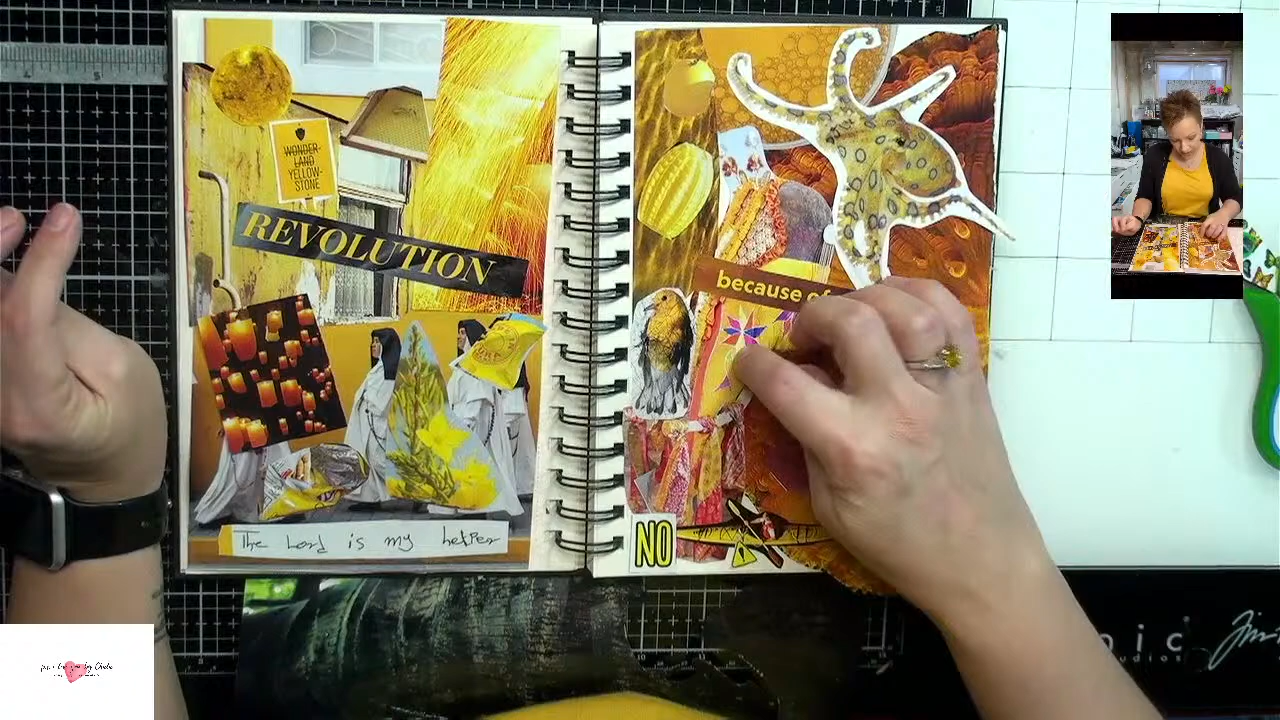 WONDER-
LAND
YELLOW-
STONE
REVOLUTION
The Lord is my helper
because of
NO